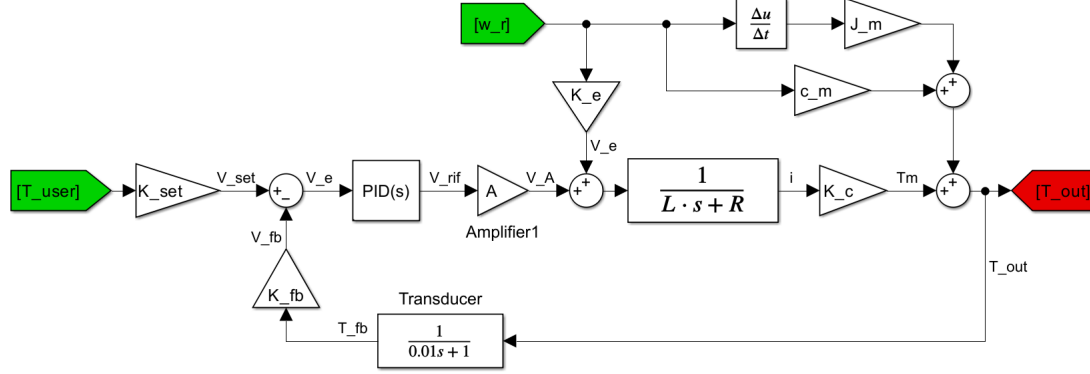 [w_r]
Δu
Δt
J_m
+
+
K_e
c_m
V_e
[T_user]
K_set
V_set
+
−
V_e
PID(s)
V_rif
A
V_A
+
+
1
L · s + R
i
K_c
Tm
+
+
[T_out]
Amplifier1
V_fb
K_fb
T_out
Transducer
T_fb
1
0.01s + 1